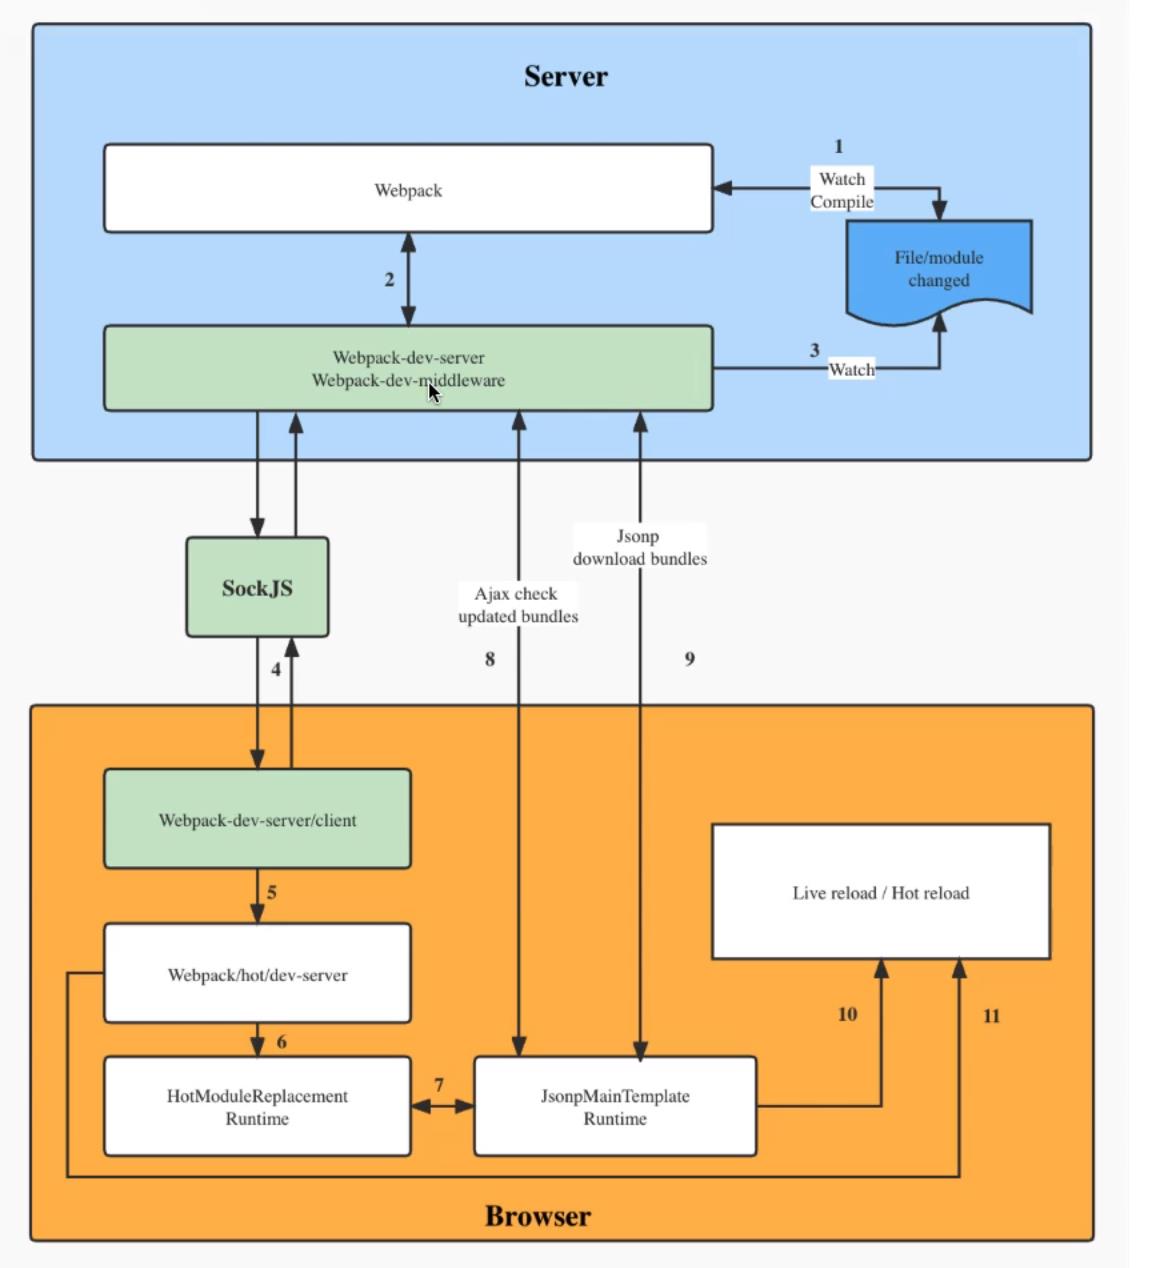 Server
1
Watch
Compile
Webpack
File/module
changed
2
3
Watch
Webpack-dev-server
Webpack-dev-middleware
Jsonp
download bundles
SockJS
Ajax check
updated bundles
4
8
9
Webpack-dev-server/client
5
Live reload / Hot reload
Webpack/hot/dev-server
10
11
6
7
HotModuleReplacement
Runtime
JsonpMainTemplate
Runtime
Browser